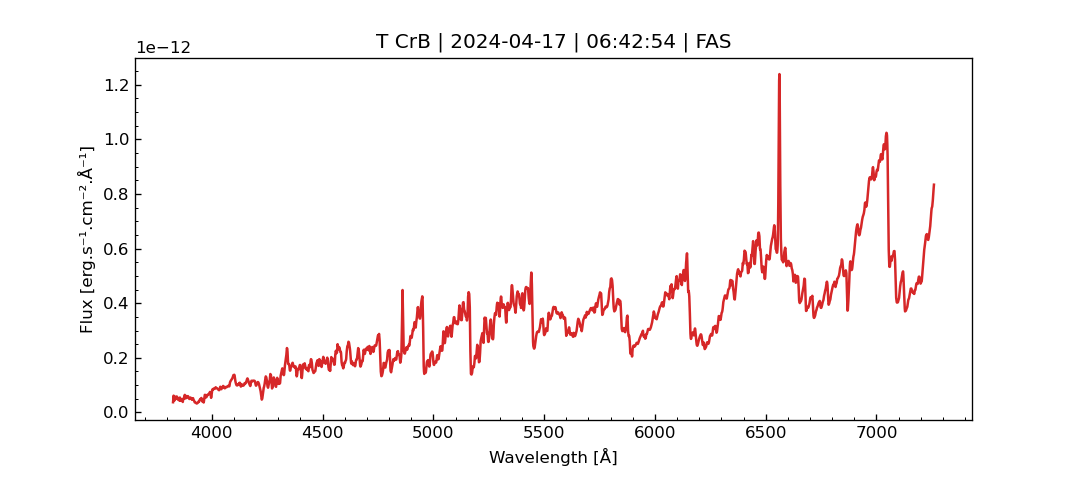 T CrB | 2024-04-17 | 06:42:54 | FAS
1e−12
Flux [erg.s⁻¹.cm⁻².Å⁻¹]
1.2
1.0
0.8
0.6
0.4
0.2
0.0
4000 4500 5000 5500 6000 6500 7000
Wavelength [Å]